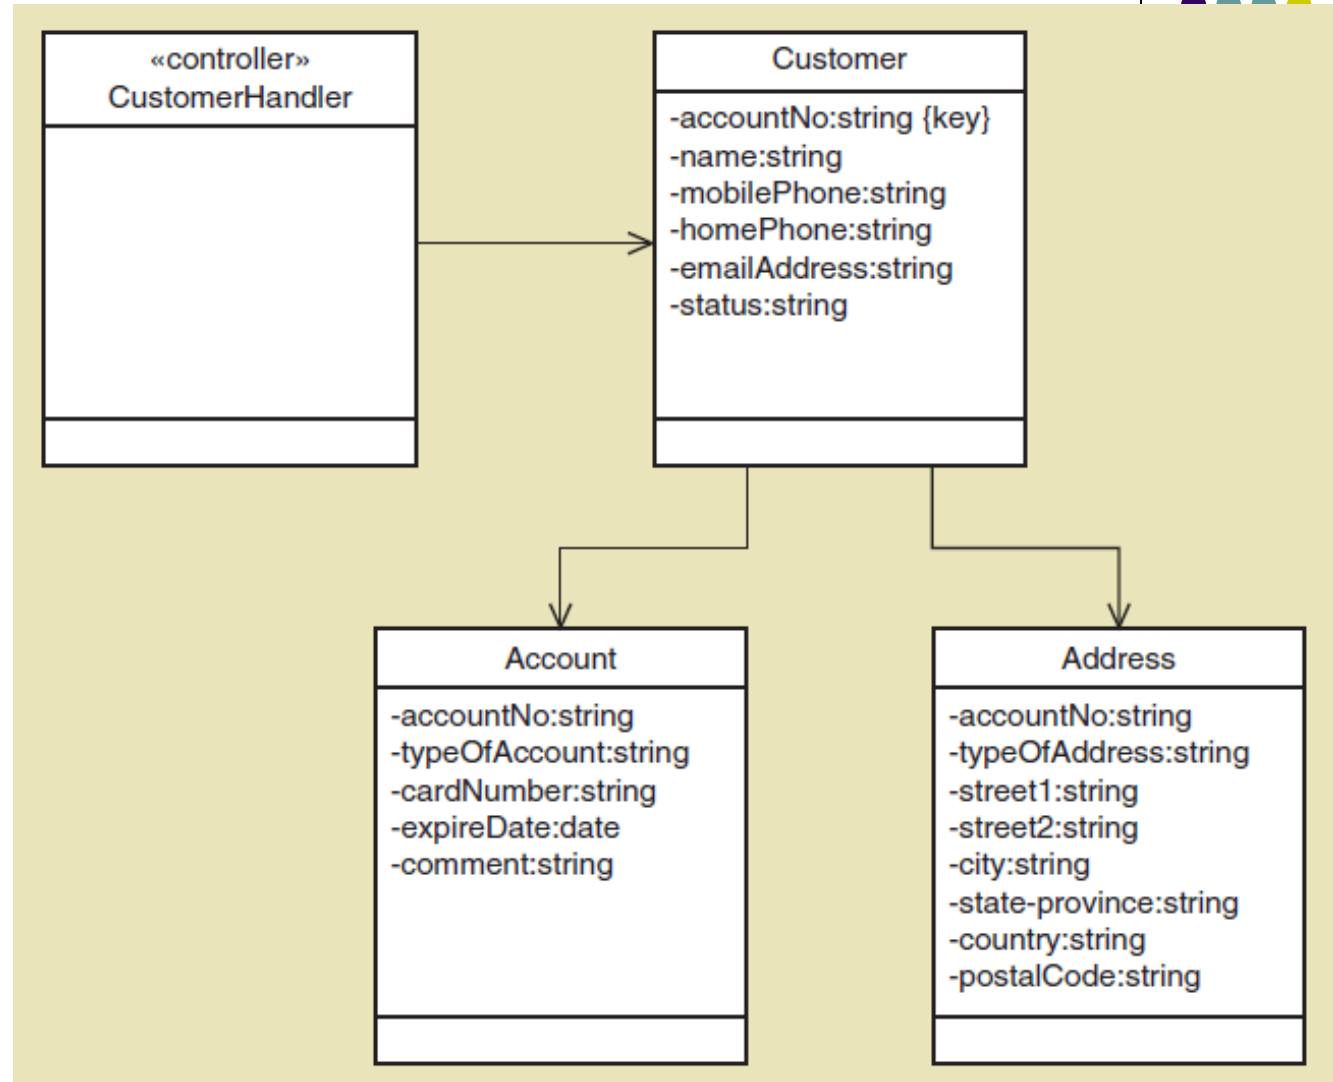 «controller»
CustomerHandler
Customer
-accountNo:string {key}
-name:string
-mobilePhone:string
-homePhone:string
-emailAddress:string
-status:string
Account
-accountNo:string
-typeOfAccount:string
-cardNumber:string
-expireDate:date
-comment:string
Address
-accountNo:string
-typeOfAddress:string
-street1:string
-street2:string
-city:string
-state-province:string
-country:string
-postalCode:string